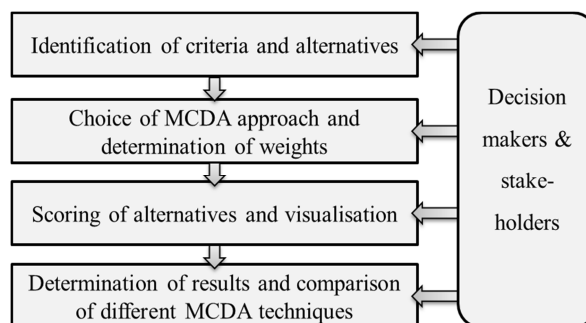 Identification of criteria and alternatives
Choice of MCDA approach and
determination of weights
Scoring of alternatives and visualisation
Determination of results and comparison
of different MCDA techniques
Decision
makers &
stake-
holders